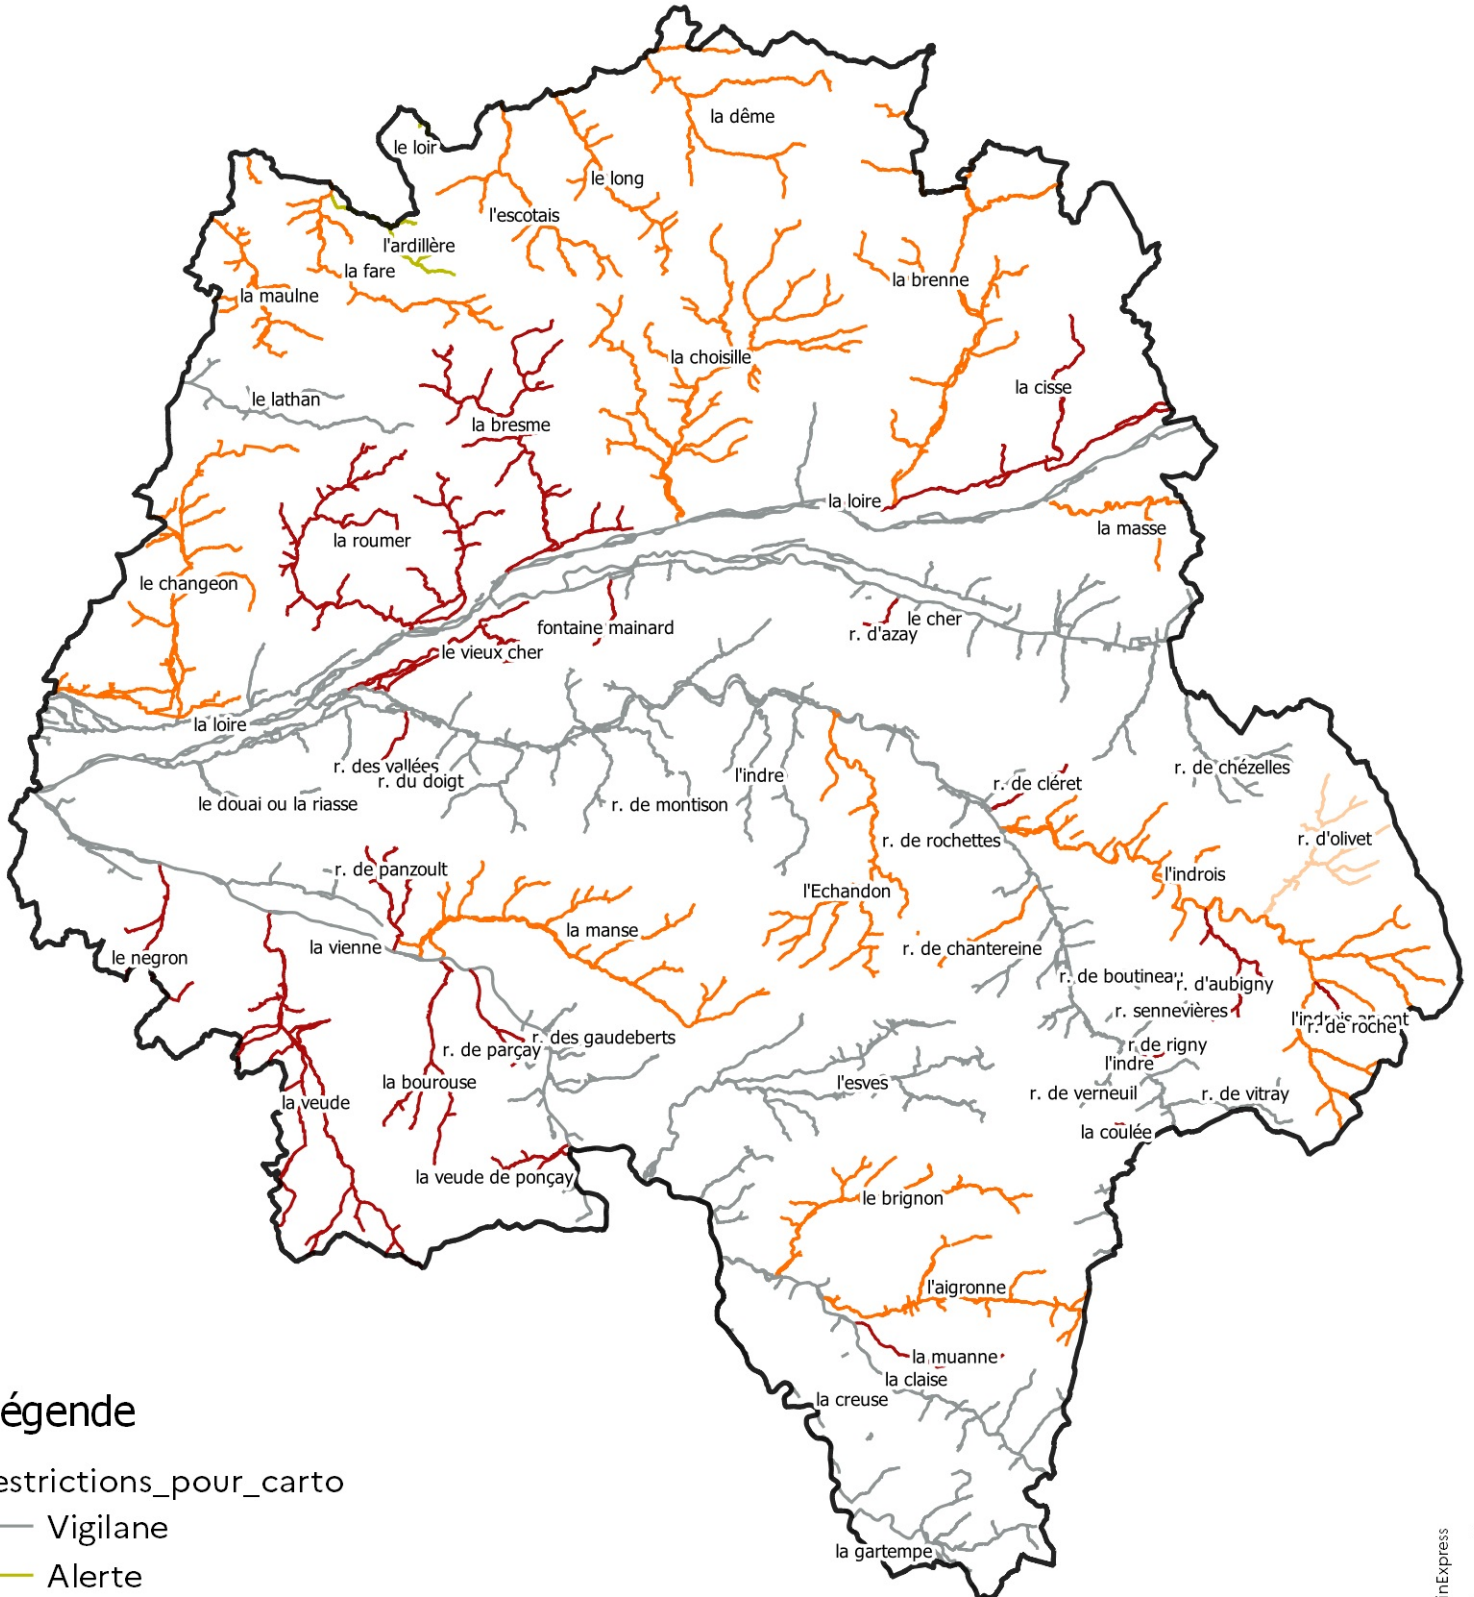 la dême
le loir
le long
l'escotais
l'ardillère
la fare
la brenne
la maulne
la choisille
la cisse
le lathan
la bresme
la loire
la masse
la roumer
le changeon
le cher
fontaine mainard
r. d'azay
le vieux cher
la loire
r. des vallées
r. du doigt
l'indre
r. de chézelles
r. de cléret
le douai ou la riasse
r. de montison
r. de rochettes
r. d'olivet
r. de panzoult
l'indrois
l'Echandon
la manse
la vienne
r. de chantereine
le negron
r. de boutineau
r. d'aubigny
r. sennevières
l'indrois amont
r. de roche
r. des gaudeberts
r. de parçay
r de rigny
l'indre
la bourouse
l'esves
r. de verneuil
r. de vitray
la veude
la coulée
la veude de ponçay
le brignon
l'aigronne
la muanne
la claise
la creuse
égende
estrictions_pour_carto
Vigilane
la gartempe
Alerte
inExpress